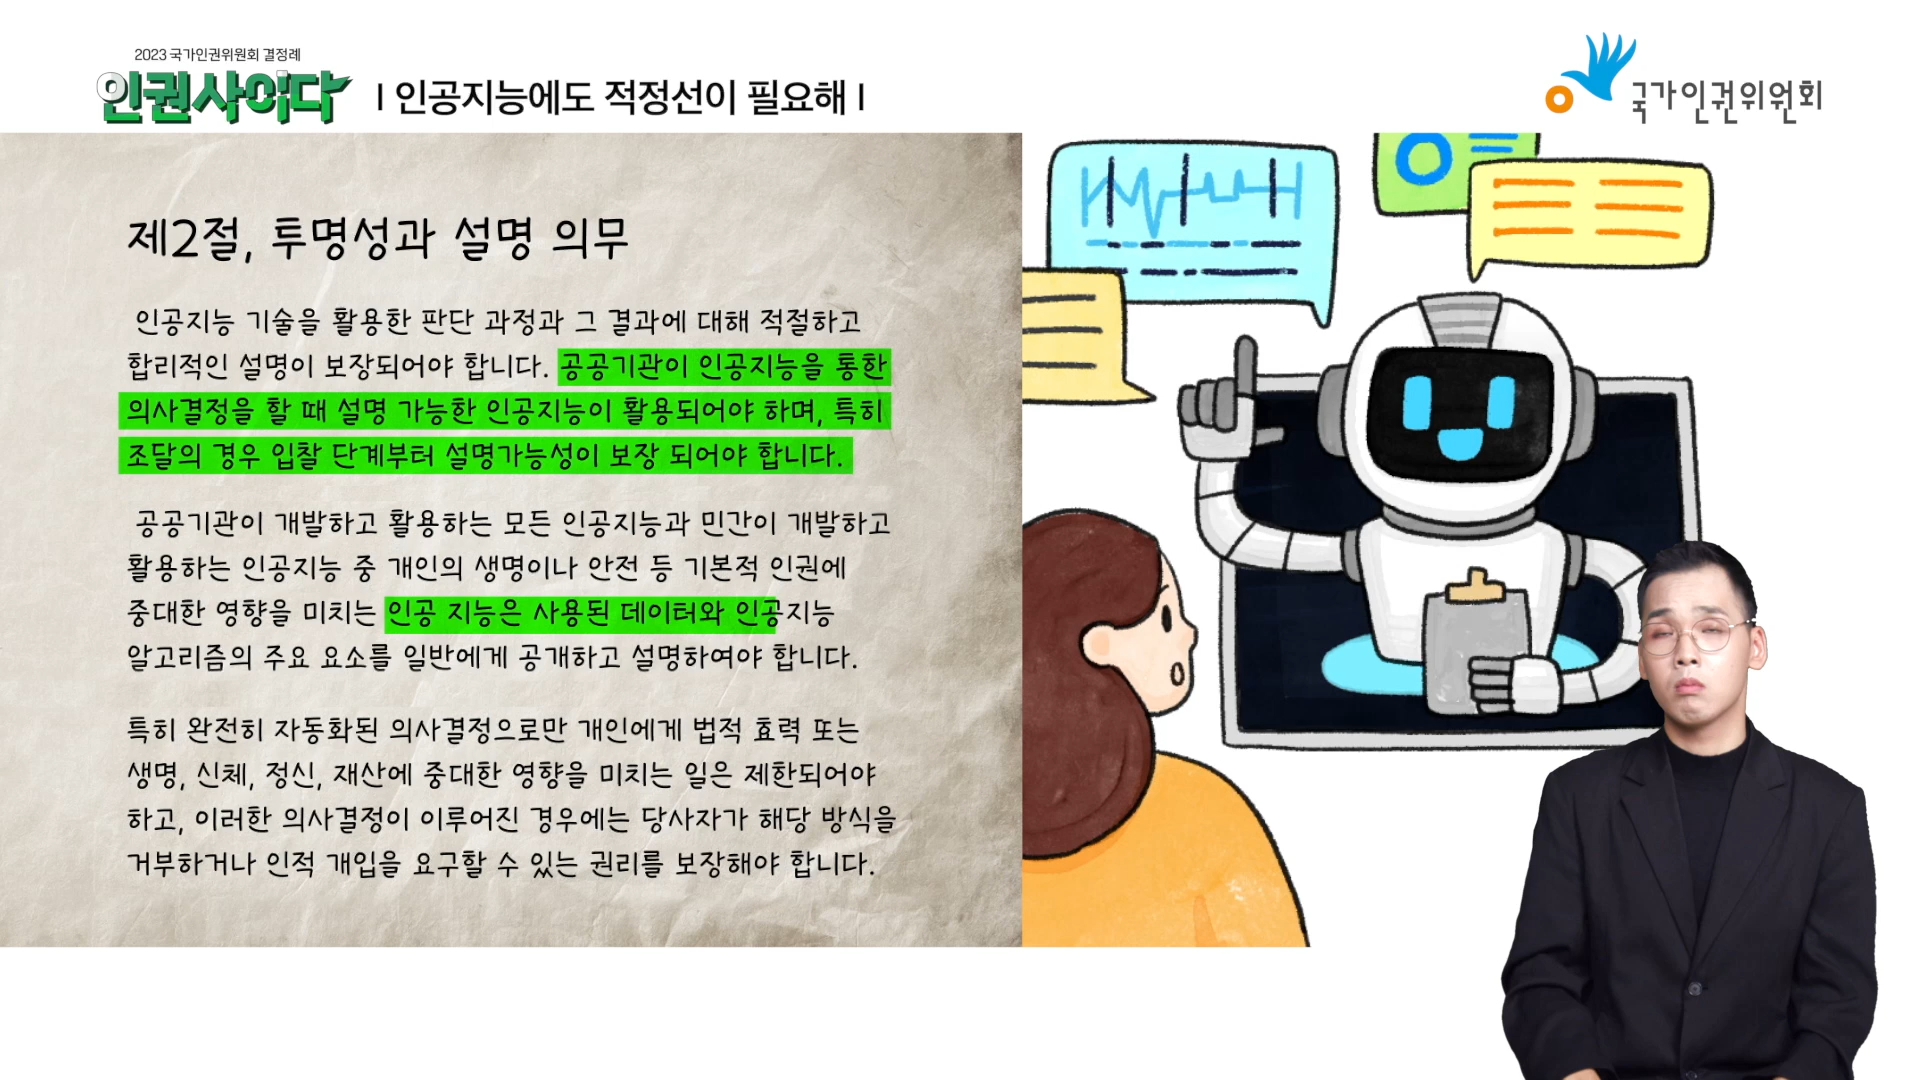 2023 국가인권위원회 결정례
인권사이다
| 인공지능에도 적정선이 필요해 |
국가인권위원회
제2절, 투명성과 설명 의무
인공지능 기술을 활용한 판단 과정과 그 결과에 대해 적절하고
합리적인 설명이 보장되어야 합니다. 공공기관이 인공지능을 통한
의사결정을 할 때 설명 가능한 인공지능이 활용되어야 하며, 특히
조달의 경우 입찰 단계부터 설명가능성이 보장 되어야 합니다.
공공기관이 개발하고 활용하는 모든 인공지능과 민간이 개발하고
활용하는 인공지능 중 개인의 생명이나 안전 등 기본적 인권에
중대한 영향을 미치는 인공 지능은 사용된 데이터와 인공지능
알고리즘의 주요 요소를 일반에게 공개하고 설명하여야 합니다.
특히 완전히 자동화된 의사결정으로만 개인에게 법적 효력 또는
생명, 신체, 정신, 재산에 중대한 영향을 미치는 일은 제한되어야
하고, 이러한 의사결정이 이루어진 경우에는 당사자가 해당 방식을
거부하거나 인적 개입을 요구할 수 있는 권리를 보장해야 합니다.